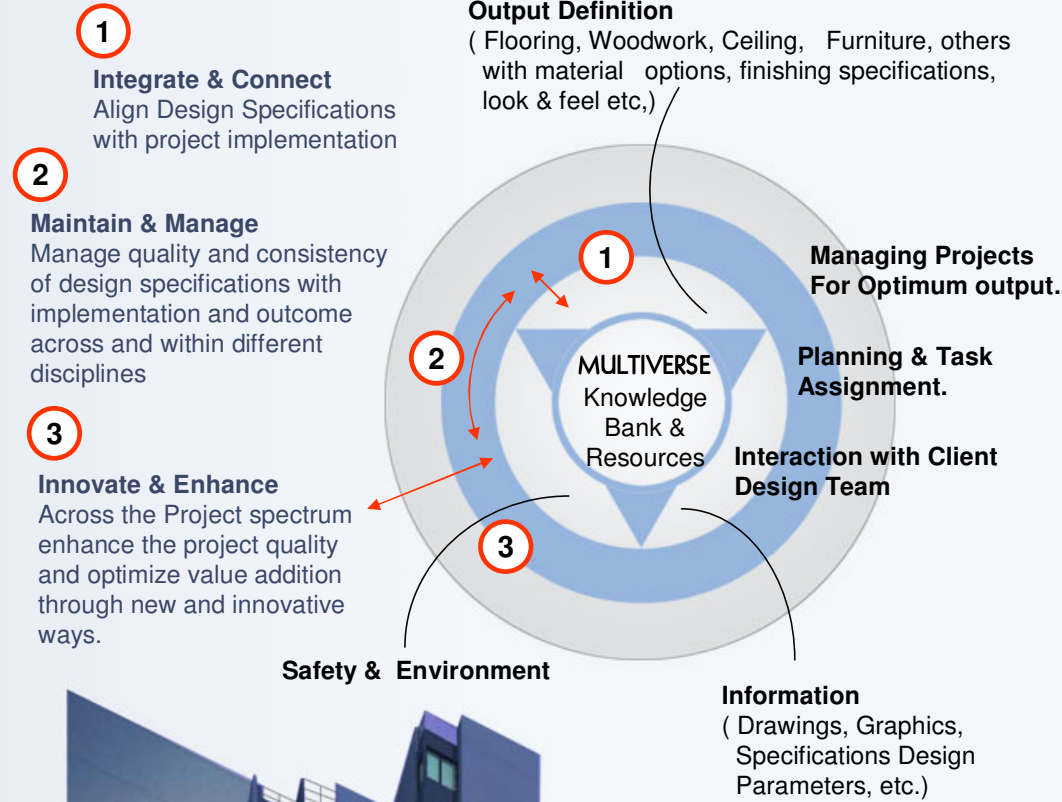 1
Integrate & Connect
Align Design Specifications
with project implementation
2
Maintain & Manage
Manage quality and consistency
of design specifications with
implementation and outcome
across and within different
disciplines
3
Innovate & Enhance
Across the Project spectrum
enhance the project quality
and optimize value addition
through new and innovative
ways.
Output Definition
( Flooring, Woodwork, Ceiling, Furniture, others
with material options, finishing specifications,
look & feel etc,)
1
2
3
MULTIVERSE
Knowledge
Bank &
Resources
Managing Projects
For Optimum output.
Planning & Task
Assignment.
Interaction with Client
Design Team
Safety & Environment
Information
( Drawings, Graphics,
Specifications Design
Parameters, etc.)